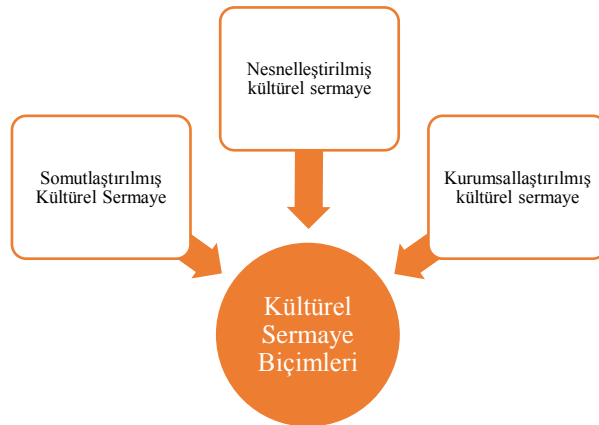 Nesnelleştirilmiş
kültürel sermaye
Somutlaştırılmış
Kültürel Sermaye
Kurumsallaştırılmış
kültürel sermaye
Kültürel
Sermaye
Biçimleri